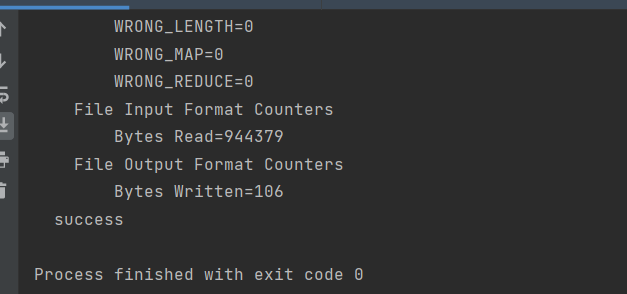 WRONG_LENGTH=0
WRONG_MAP=0
WRONG_REDUCE=0
File Input Format Counters
Bytes Read=944379
File Output Format Counters
Bytes Written=106
success
Process finished with exit code 0